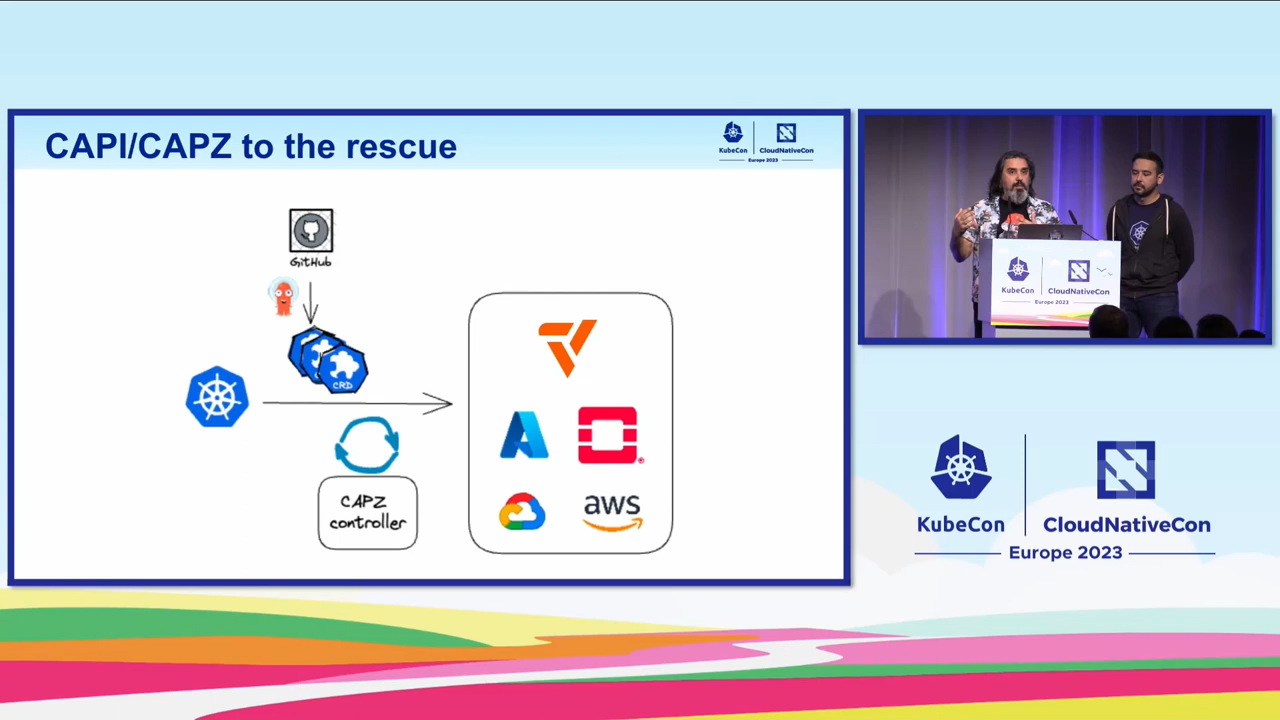 CAPI/CAPZ to the rescue
KubeCon
CloudNativeCon
Europe 2023
GitHub
CRD
CAPZ
controller
aws
KubeCon
CloudNativeCon
Europe 2023
KubeCon
CloudNativeCon
Europe 2023